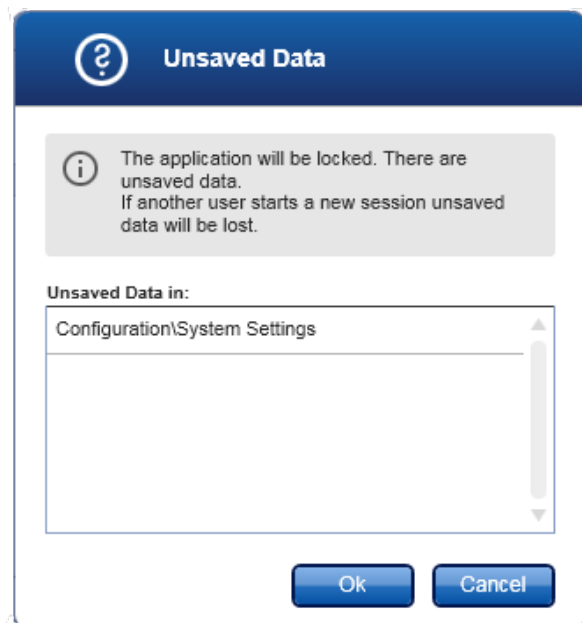 Unsaved Data
The application will be locked. There are
unsaved data.
If another user starts a new session unsaved
data will be lost.
Unsaved Data in:
Configuration\System Settings
Ok
Cancel